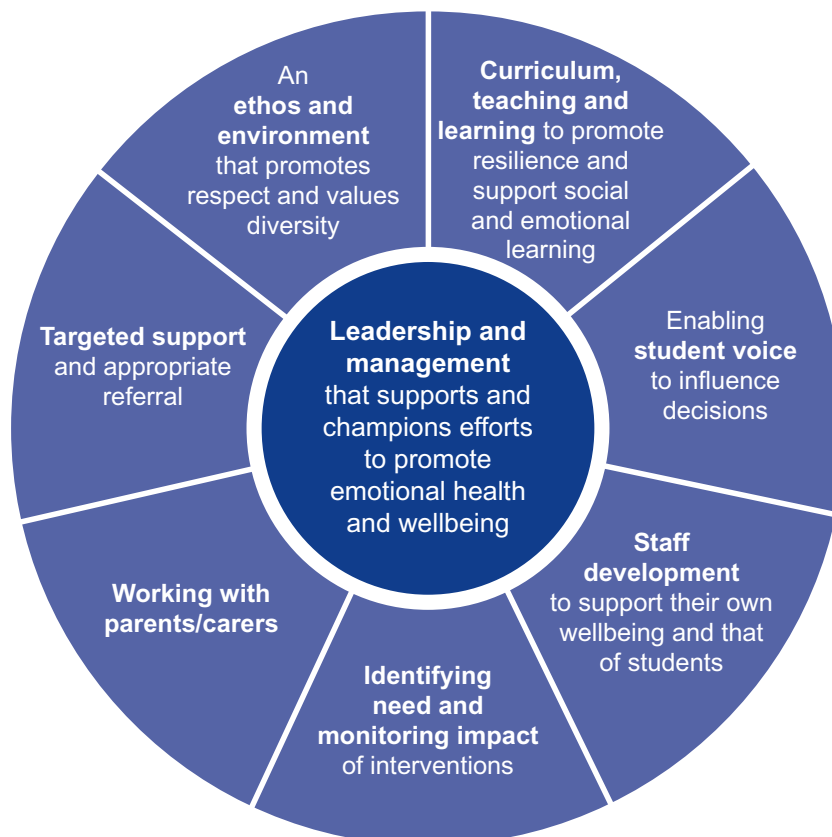 An
ethos and
environment
that promotes
respect and values
diversity
Curriculum,
teaching and
learning to promote
resilience and
support social
and emotional
learning
Enabling
student voice
to influence
decisions
Staff
development
to support their own
wellbeing and that
of students
Identifying
need and
monitoring impact
of interventions
Working with
parents/carers
Targeted support
and appropriate
referral
Leadership and
management
that supports and
champions efforts
to promote
emotional health
and wellbeing